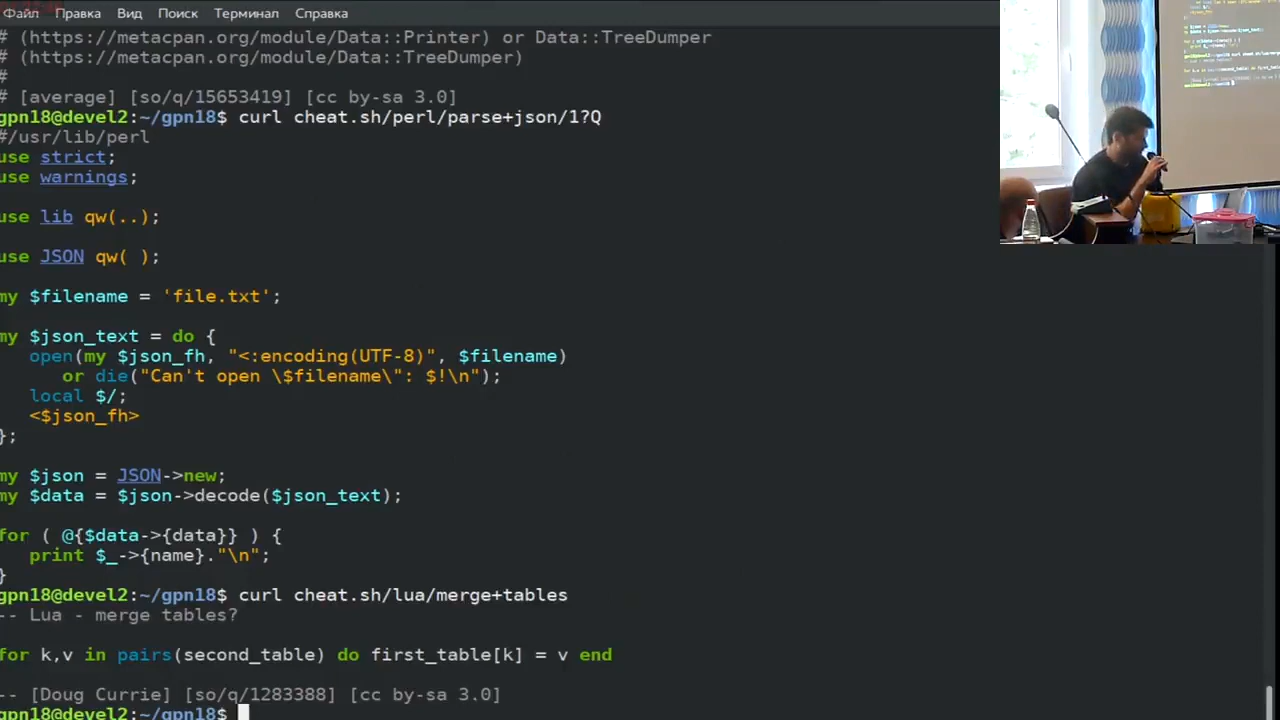 Файл Правка Вид Поиск Терминал Справка
# (https://metacpan.org/module/Data::Printer) or Data::TreeDumper
# (https://metacpan.org/module/Data::TreeDumper)
#
# [average] [so/q/15653419] [cc by-sa 3.0]
gpn18@devel2:~/gpn18$ curl cheat.sh/perl/parse+json/1?Q
#/usr/lib/perl
use strict;
use warnings;
use lib qw(..);
use JSON qw( );
my $filename = 'file.txt';
my $json_text = do {
   open(my $json_fh, "<:encoding(UTF-8)", $filename)
      or die("Can't open \$filename\": $!\n");
   local $/;
   <$json_fh>
};
my $json = JSON->new;
my $data = $json->decode($json_text);
for ( @{$data->{data}} ) {
   print $_->{name}."\n";
}
gpn18@devel2:~/gpn18$ curl cheat.sh/lua/merge+tables
-- Lua - merge tables?
for k,v in pairs(second_table) do first_table[k] = v end
-- [Doug Currie] [so/q/1283388] [cc by-sa 3.0]
gpn18@devel2:~/gpn18$